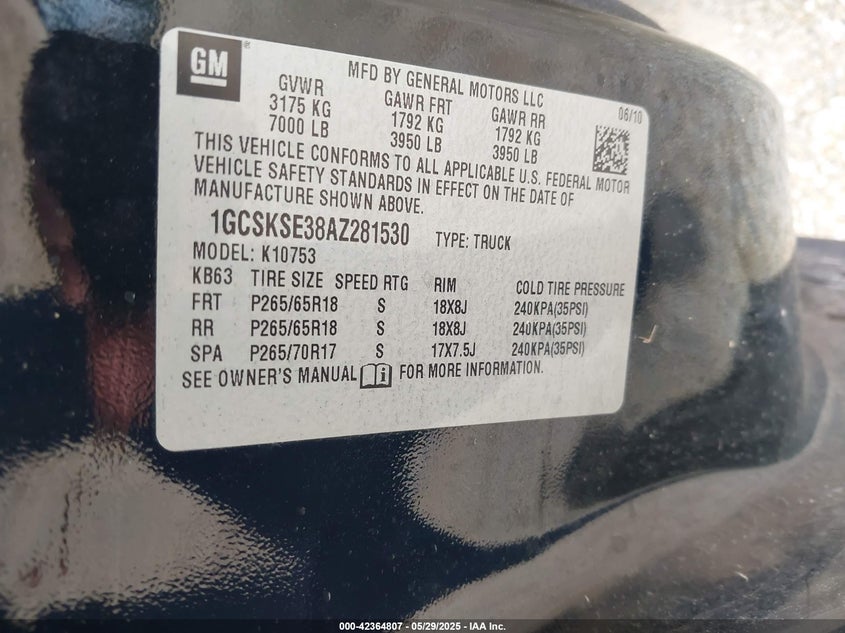 GM
MFD BY GENERAL MOTORS LLC
06/10
GVWR GAWR FRT GAWR RR
3175 KG 1792 KG 1792 KG
7000 LB 3950 LB 3950 LB
THIS VEHICLE CONFORMS TO ALL APPLICABLE U.S. FEDERAL MOTOR
VEHICLE SAFETY STANDARDS IN EFFECT ON THE DATE OF
MANUFACTURE SHOWN ABOVE.
1GCSKSE38AZ281530 TYPE: TRUCK
MODEL: K10753
KB63 TIRE SIZE SPEED RTG RIM COLD TIRE PRESSURE
FRT P265/65R18 S 18X8J 240KPA(35PSI)
RR P265/65R18 S 18X8J 240KPA(35PSI)
SPA P265/70R17 S 17X7.5J 240KPA(35PSI)
SEE OWNER'S MANUAL FOR MORE INFORMATION.
000-42364807 - 05/29/2025 - IAA Inc.